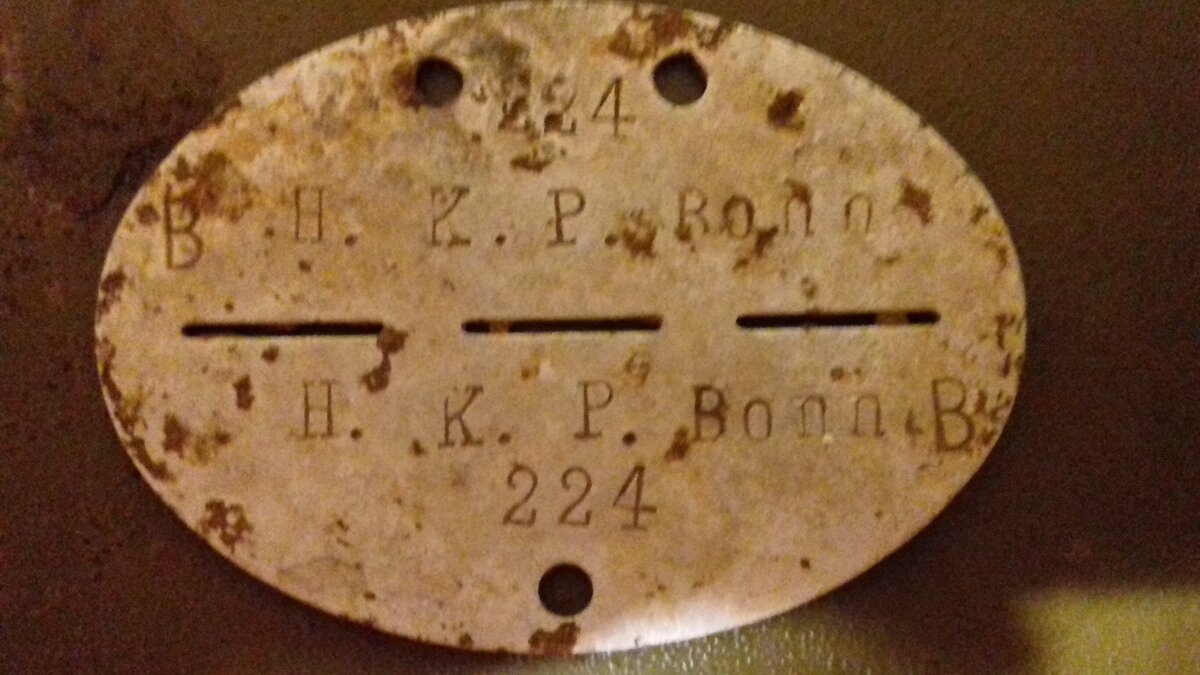 224
B H. K. P. Bonn
H. K. P. Bonn B
224